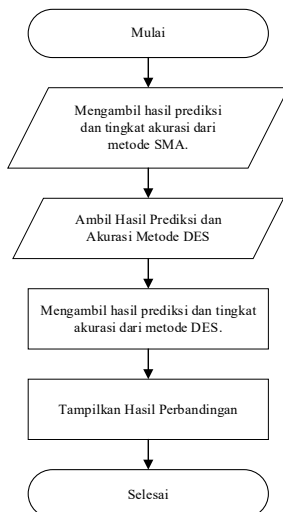 Mulai
Mengambil hasil prediksi
dan tingkat akurasi dari
metode SMA.
Ambil Hasil Prediksi dan
Akurasi Metode DES
Mengambil hasil prediksi dan tingkat
akurasi dari metode DES.
Tampilkan Hasil Perbandingan
Selesai